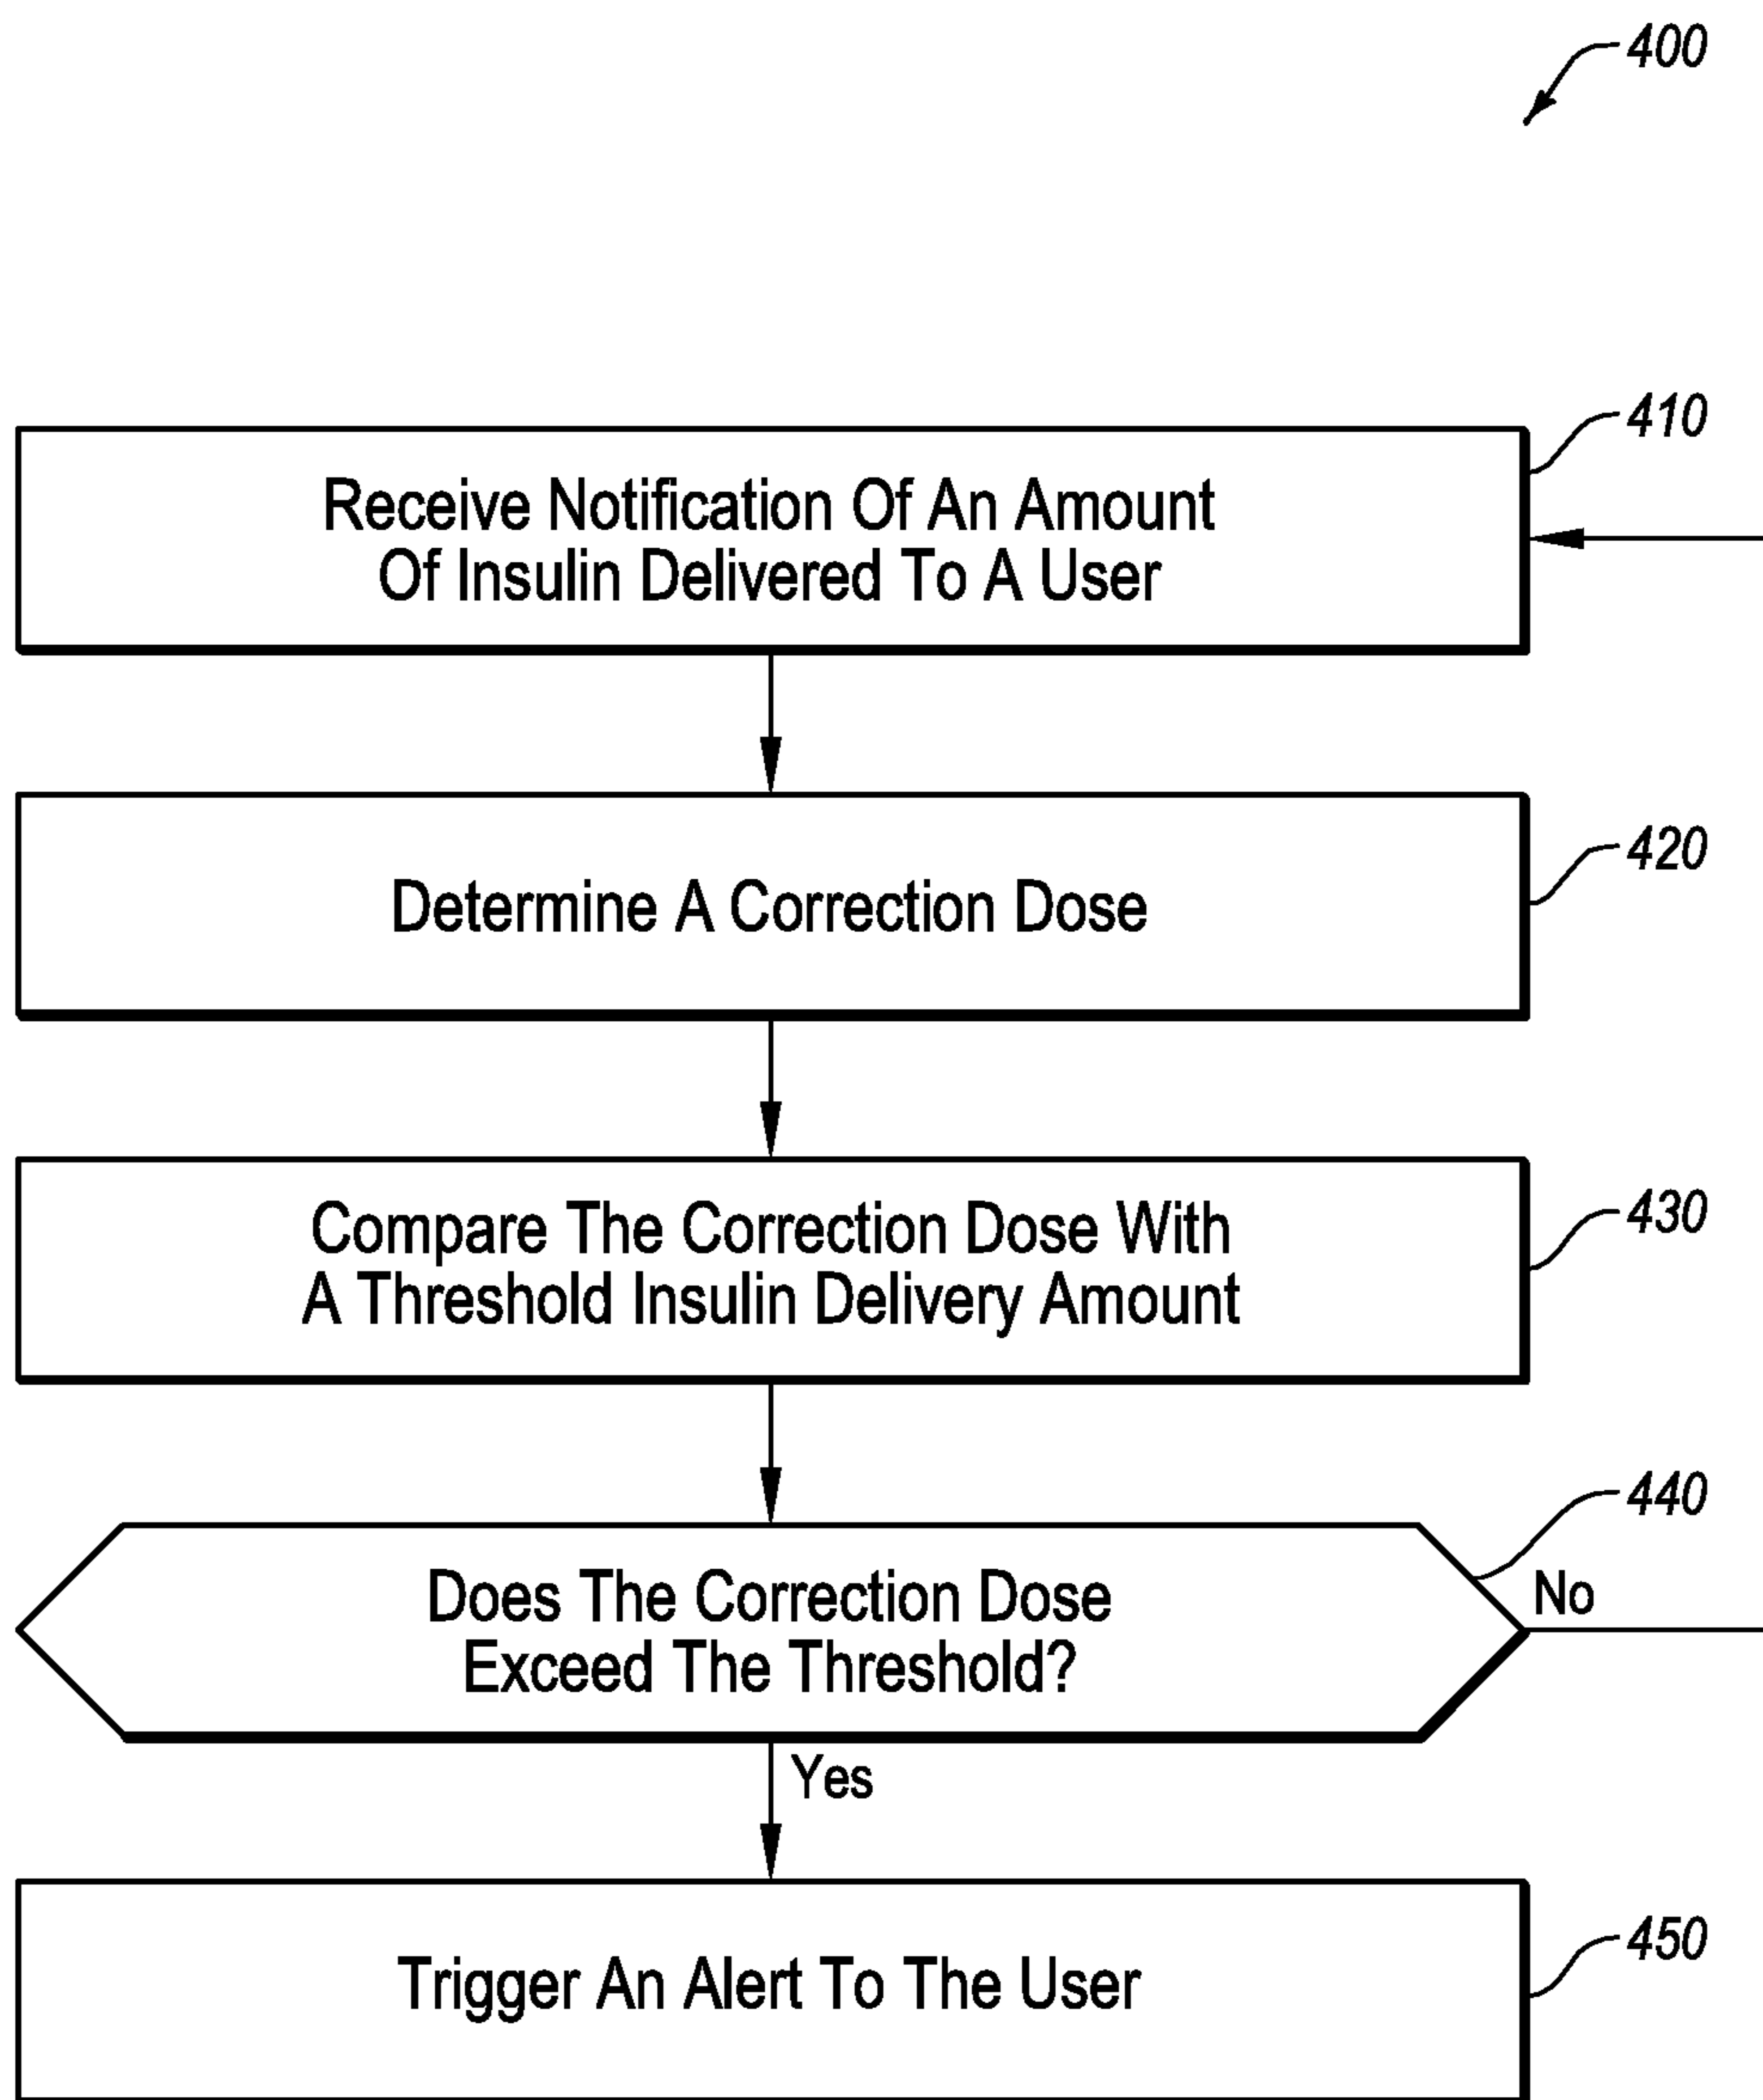 400
410
Receive Notification Of An Amount
Of Insulin Delivered To A User
420
Determine A Correction Dose
430
Compare The Correction Dose With
A Threshold Insulin Delivery Amount
440
Does The Correction Dose
Exceed The Threshold?
No
Yes
450
Trigger An Alert To The User